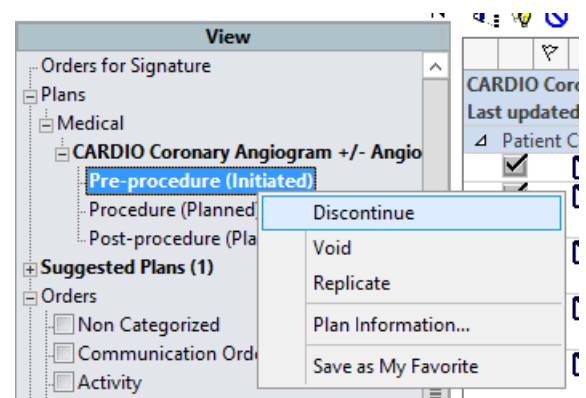 View
Orders for Signature
Plans
Medical
CARDIO Coronary Angiogram +/- Angio
Pre-procedure (Initiated)
Procedure (Planned)
Post-procedure (Pla
Suggested Plans (1)
Orders
Non Categorized
Communication Orde
Activity
Discontinue
Void
Replicate
Plan Information...
Save as My Favorite
CARDIO Coro
Last updated
Patient C